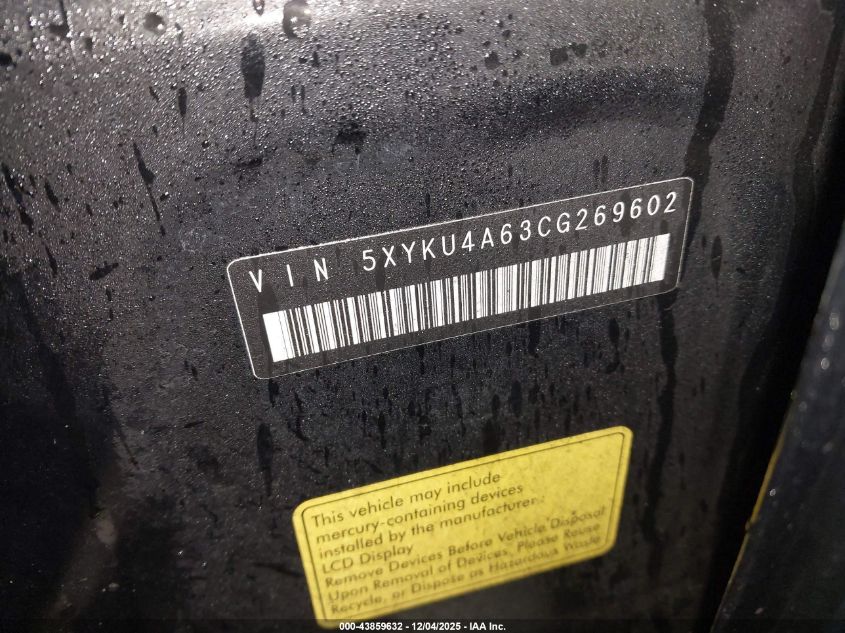 VIN 5XYKU4A63CG269602
This vehicle may include
mercury-containing devices
installed by the manufacturer:
LCD Display
Remove Devices Before Vehicle Disposal
Upon Removal of Devices, Please Reuse
Recycle, or Dispose as Hazardous Waste
000-43859632 - 12/04/2025 - IAA Inc.